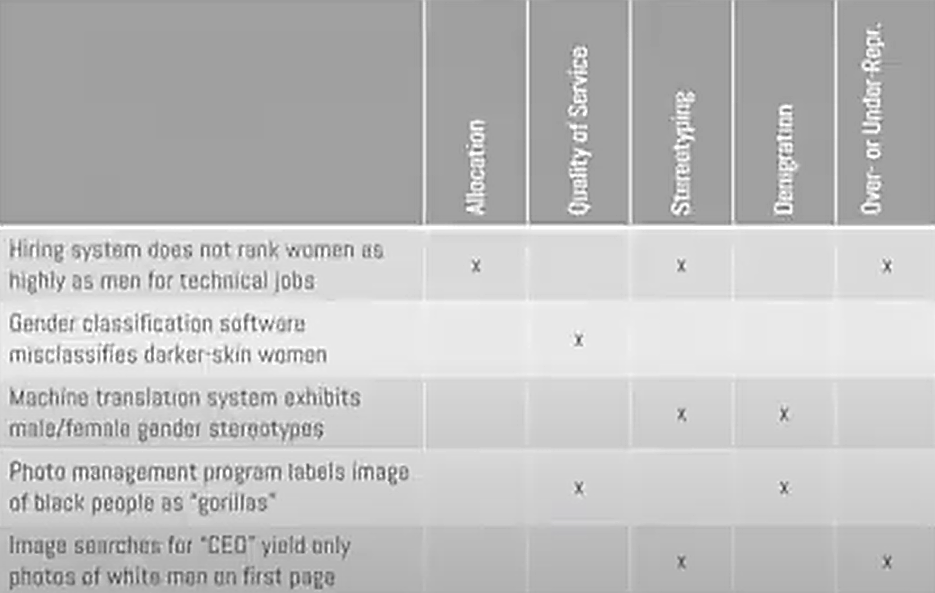 Allocation
Quality of Service
Stereotyping
Denigration
Over- or Under-Repr.
Hiring system does not rank women as
highly as men for technical jobs
x x x
Gender classification software
misclassifies darker-skin women
x
Machine translation system exhibits
male/female gender stereotypes
x x
Photo management program labels image
of black people as "gorillas"
x x
Image searches for "CEO" yield only
photos of white men on first page
x x